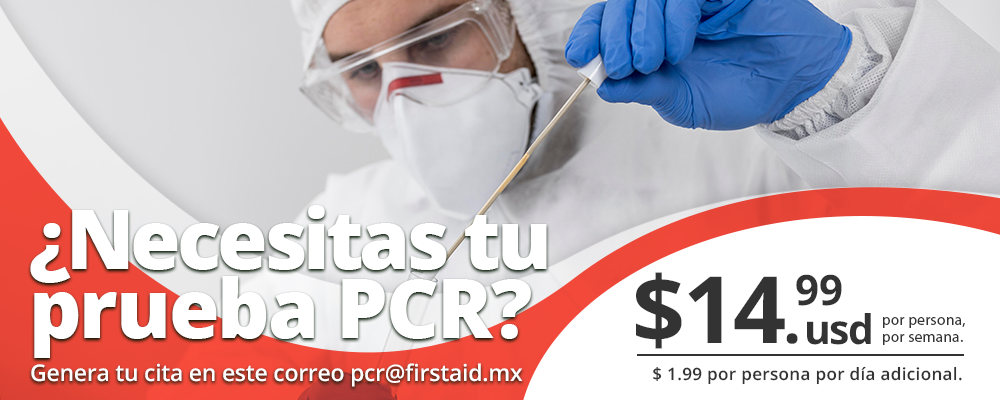 ¿Necesitas tu
prueba PCR?
Genera tu cita en este correo pcr@firstaid.mx
$14.99 usd
por persona,
por semana.
$ 1.99 por persona por día adicional.